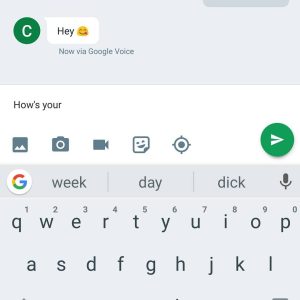 C
Hey 😋
Now via Google Voice
How's your
G week day dick
1 2 3 4 5 6 7 8 9 0
q w e r t y u i o p
a s d f g h j k l